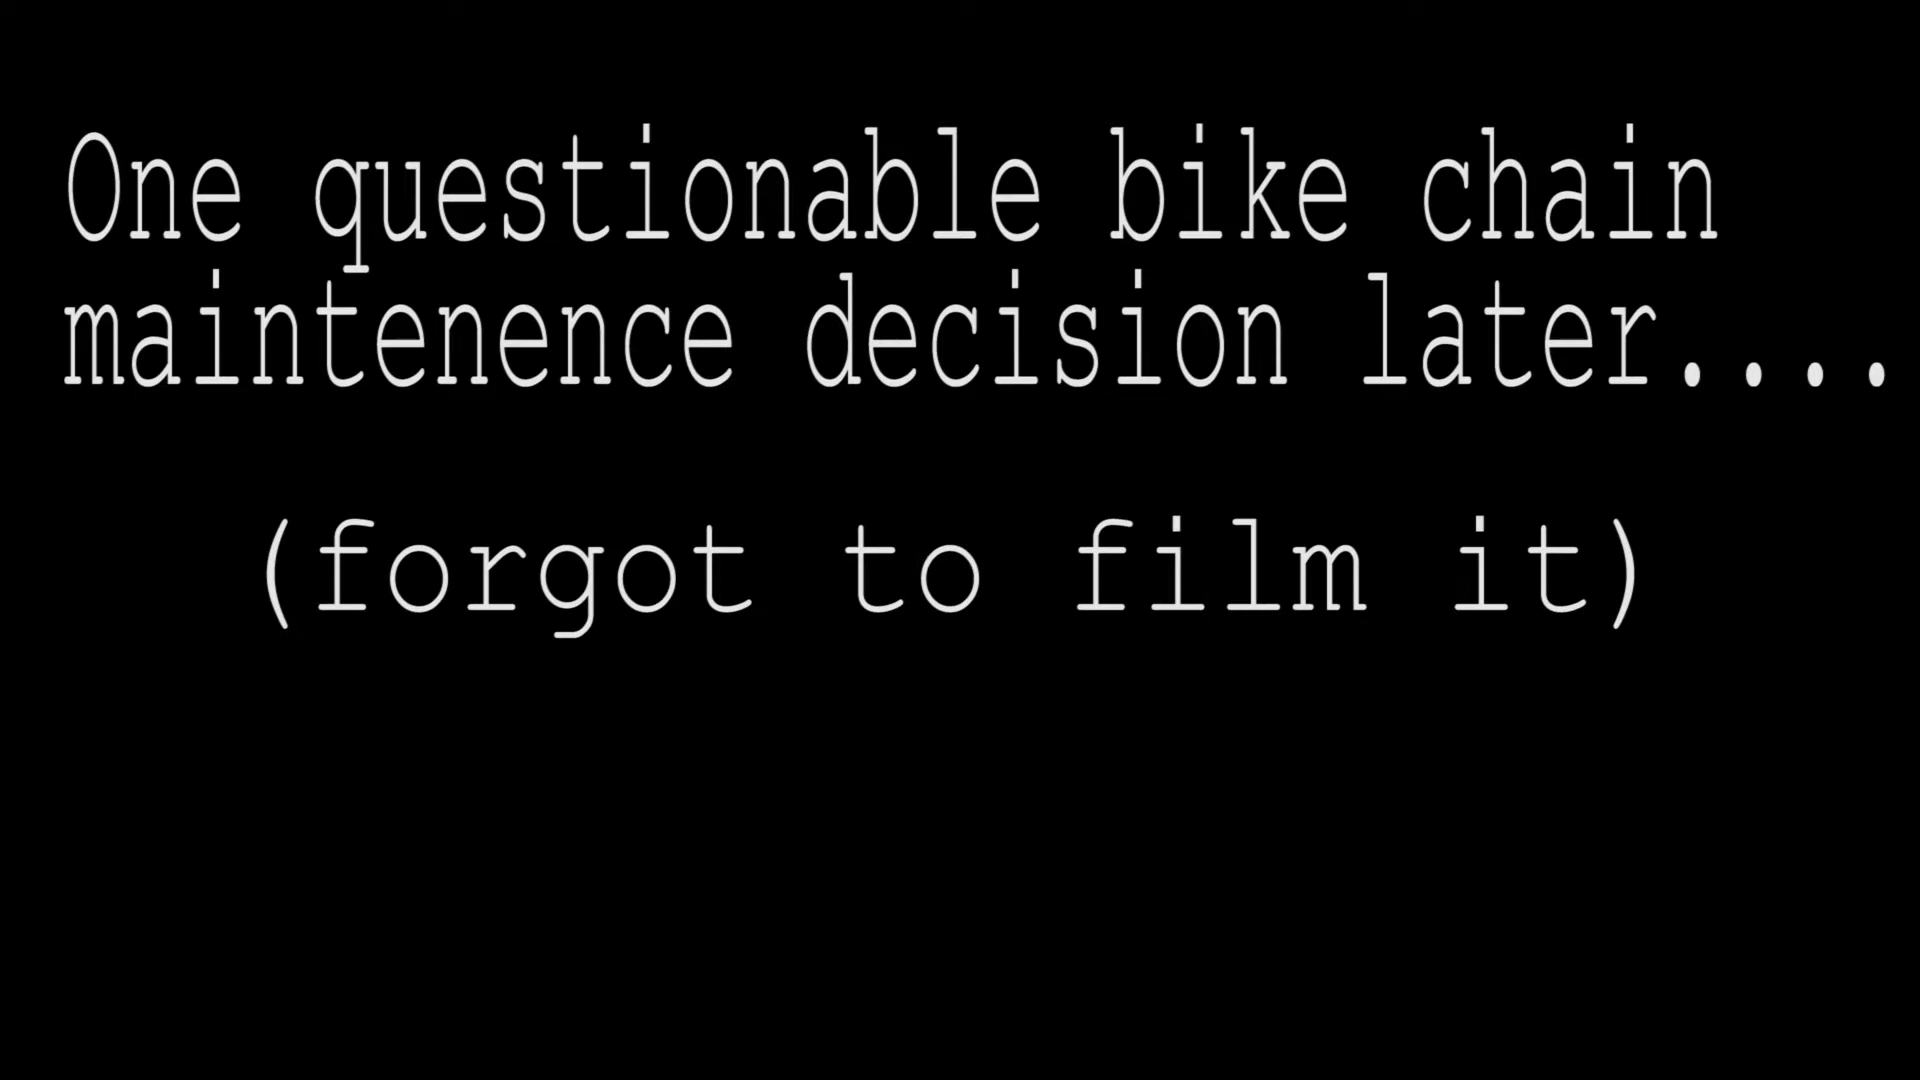 One questionable bike chain
maintenence decision later....
(forgot to film it)